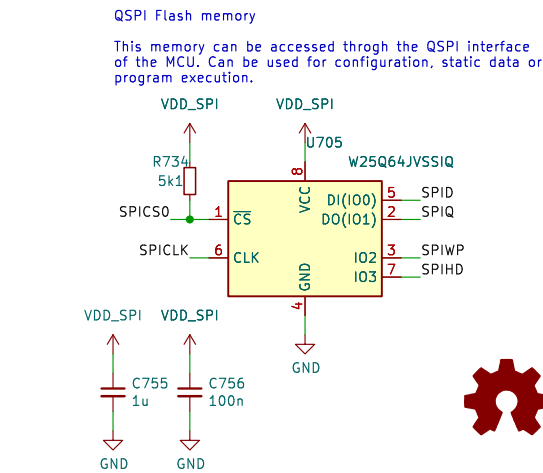 QSPI Flash memory
This memory can be accessed throgh the QSPI interface
of the MCU. Can be used for configuration, static data or
program execution.
VDD_SPI
VDD_SPI
U705
R734
5k1
W25Q64JVSSIQ
8
VCC
SPICS0
1
CS
DI(IO0)
5
SPID
DO(IO1)
2
SPIQ
SPICLK
6
CLK
IO2
3
SPIWP
IO3
7
SPIHD
GND
4
GND
VDD_SPI
VDD_SPI
C755
1u
C756
100n
GND
GND